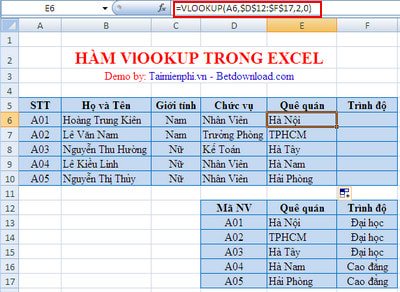 E6 =VLOOKUP(A6,$D$12:$F$17,2,0)
A B C D E F
1
2 HÀM VlOOKUP TRONG EXCEL
3 Demo by: Taimienphi.vn - Betdownload.com
4
5 STT Họ và Tên Giới tính Chức vụ Quê quán Trình độ
6 A01 Hoàng Trung Kiên Nam Nhân Viên Hà Nội
7 A02 Lê Văn Nam Nam Trưởng Phòng TPHCM
8 A03 Nguyễn Thu Hường Nữ Kế Toán Hà Tây
9 A04 Lê Kiều Linh Nữ Nhân Viên Hà Nam
10 A05 Nguyễn Thị Thủy Nữ Nhân Viên Hải Phòng
11
12 Mã NV Quê quán Trình độ
13 A01 Hà Nội Đại học
14 A02 TPHCM Đại học
15 A03 Hà Tây Đại học
16 A04 Hà Nam Cao đẳng
17 A05 Hải Phòng Cao đẳng